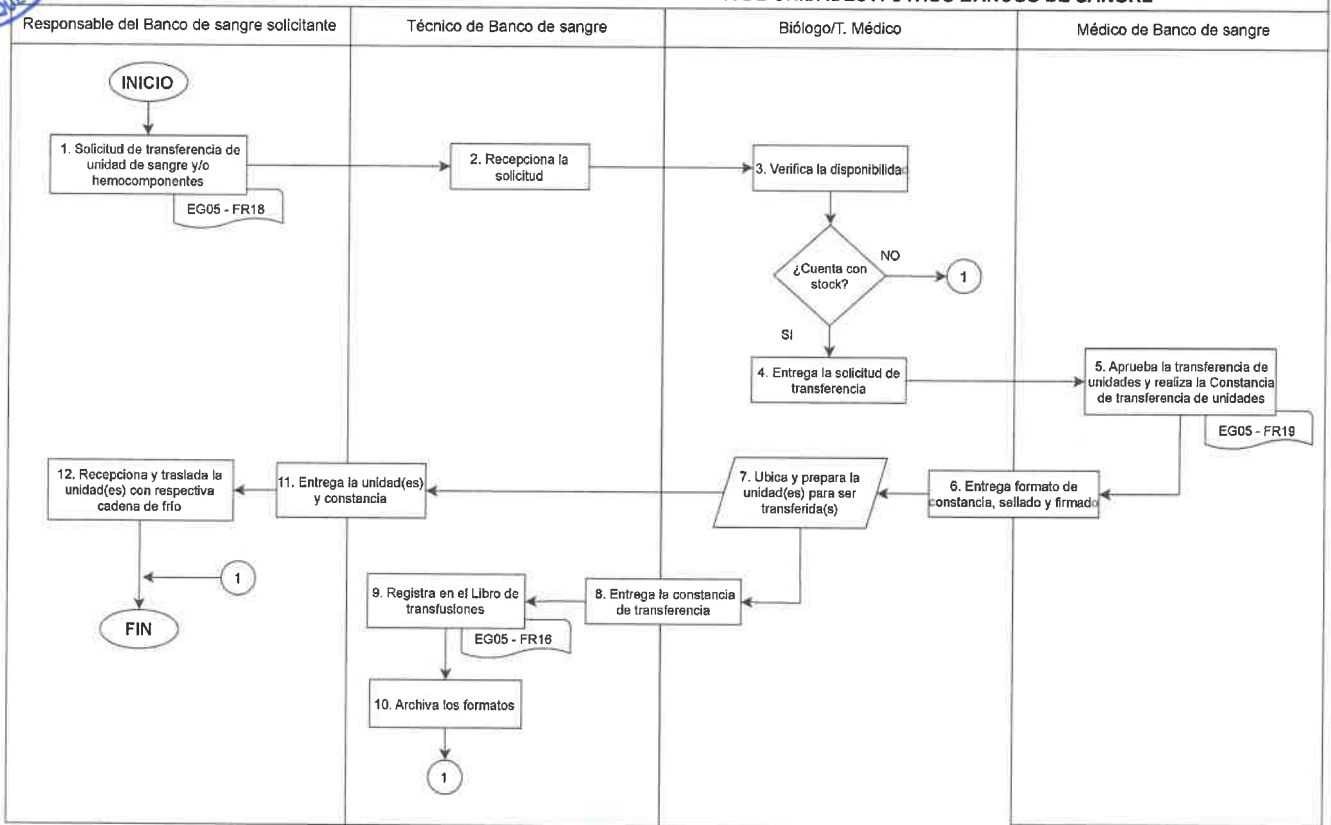 DE UNIDADES A OTROS BANCOS DE SANGRE
Responsable del Banco de sangre solicitante
Técnico de Banco de sangre
Biólogo/T. Médico
Médico de Banco de sangre
INICIO
1. Solicitud de transferencia de
unidad de sangre y/o
hemocomponentes
EG05 - FR18
2. Recepciona la
solicitud
3. Verifica la disponibilidad
¿Cuenta con
stock?
NO
1
SI
4. Entrega la solicitud de
transferencia
5. Aprueba la transferencia de
unidades y realiza la Constancia
de transferencia de unidades
EG05 - FR19
6. Entrega formato de
constancia, sellado y firmado
7. Ubica y prepara la
unidad(es) para ser
transferida(s)
11. Entrega la unidad(es)
y constancia
12. Recepciona y traslada la
unidad(es) con respectiva
cadena de frío
1
FIN
8. Entrega la constancia
de transferencia
9. Registra en el Libro de
transfusiones
EG05 - FR16
10. Archiva los formatos
1